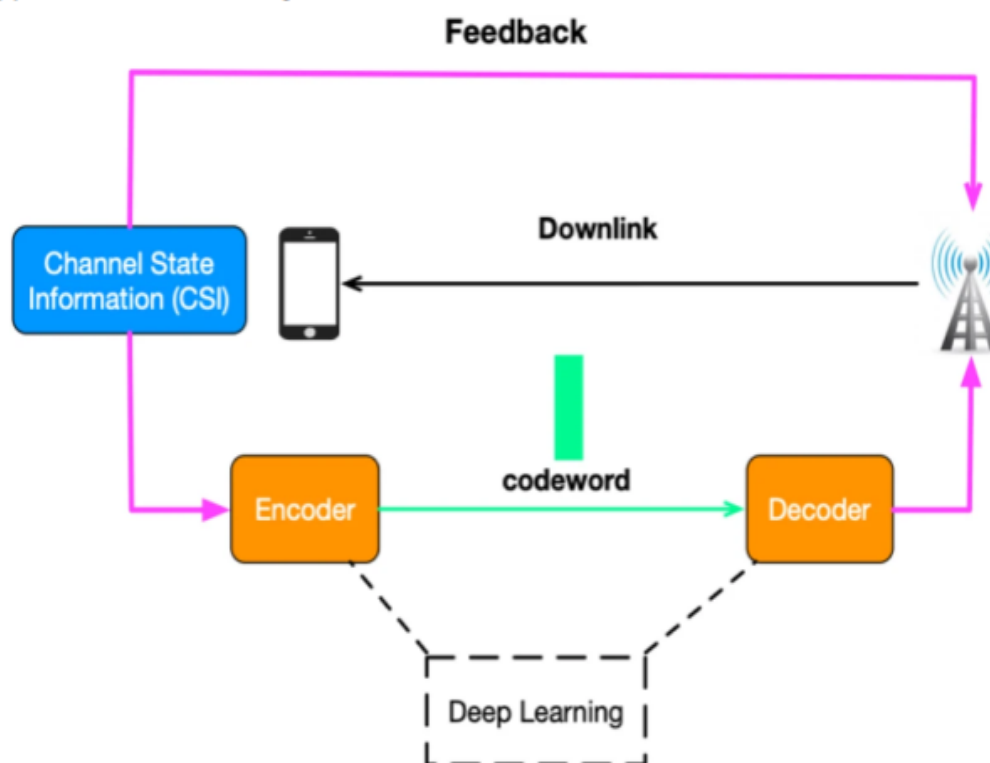 Feedback
Downlink
Channel State
Information (CSI)
codeword
Encoder
Decoder
Deep Learning